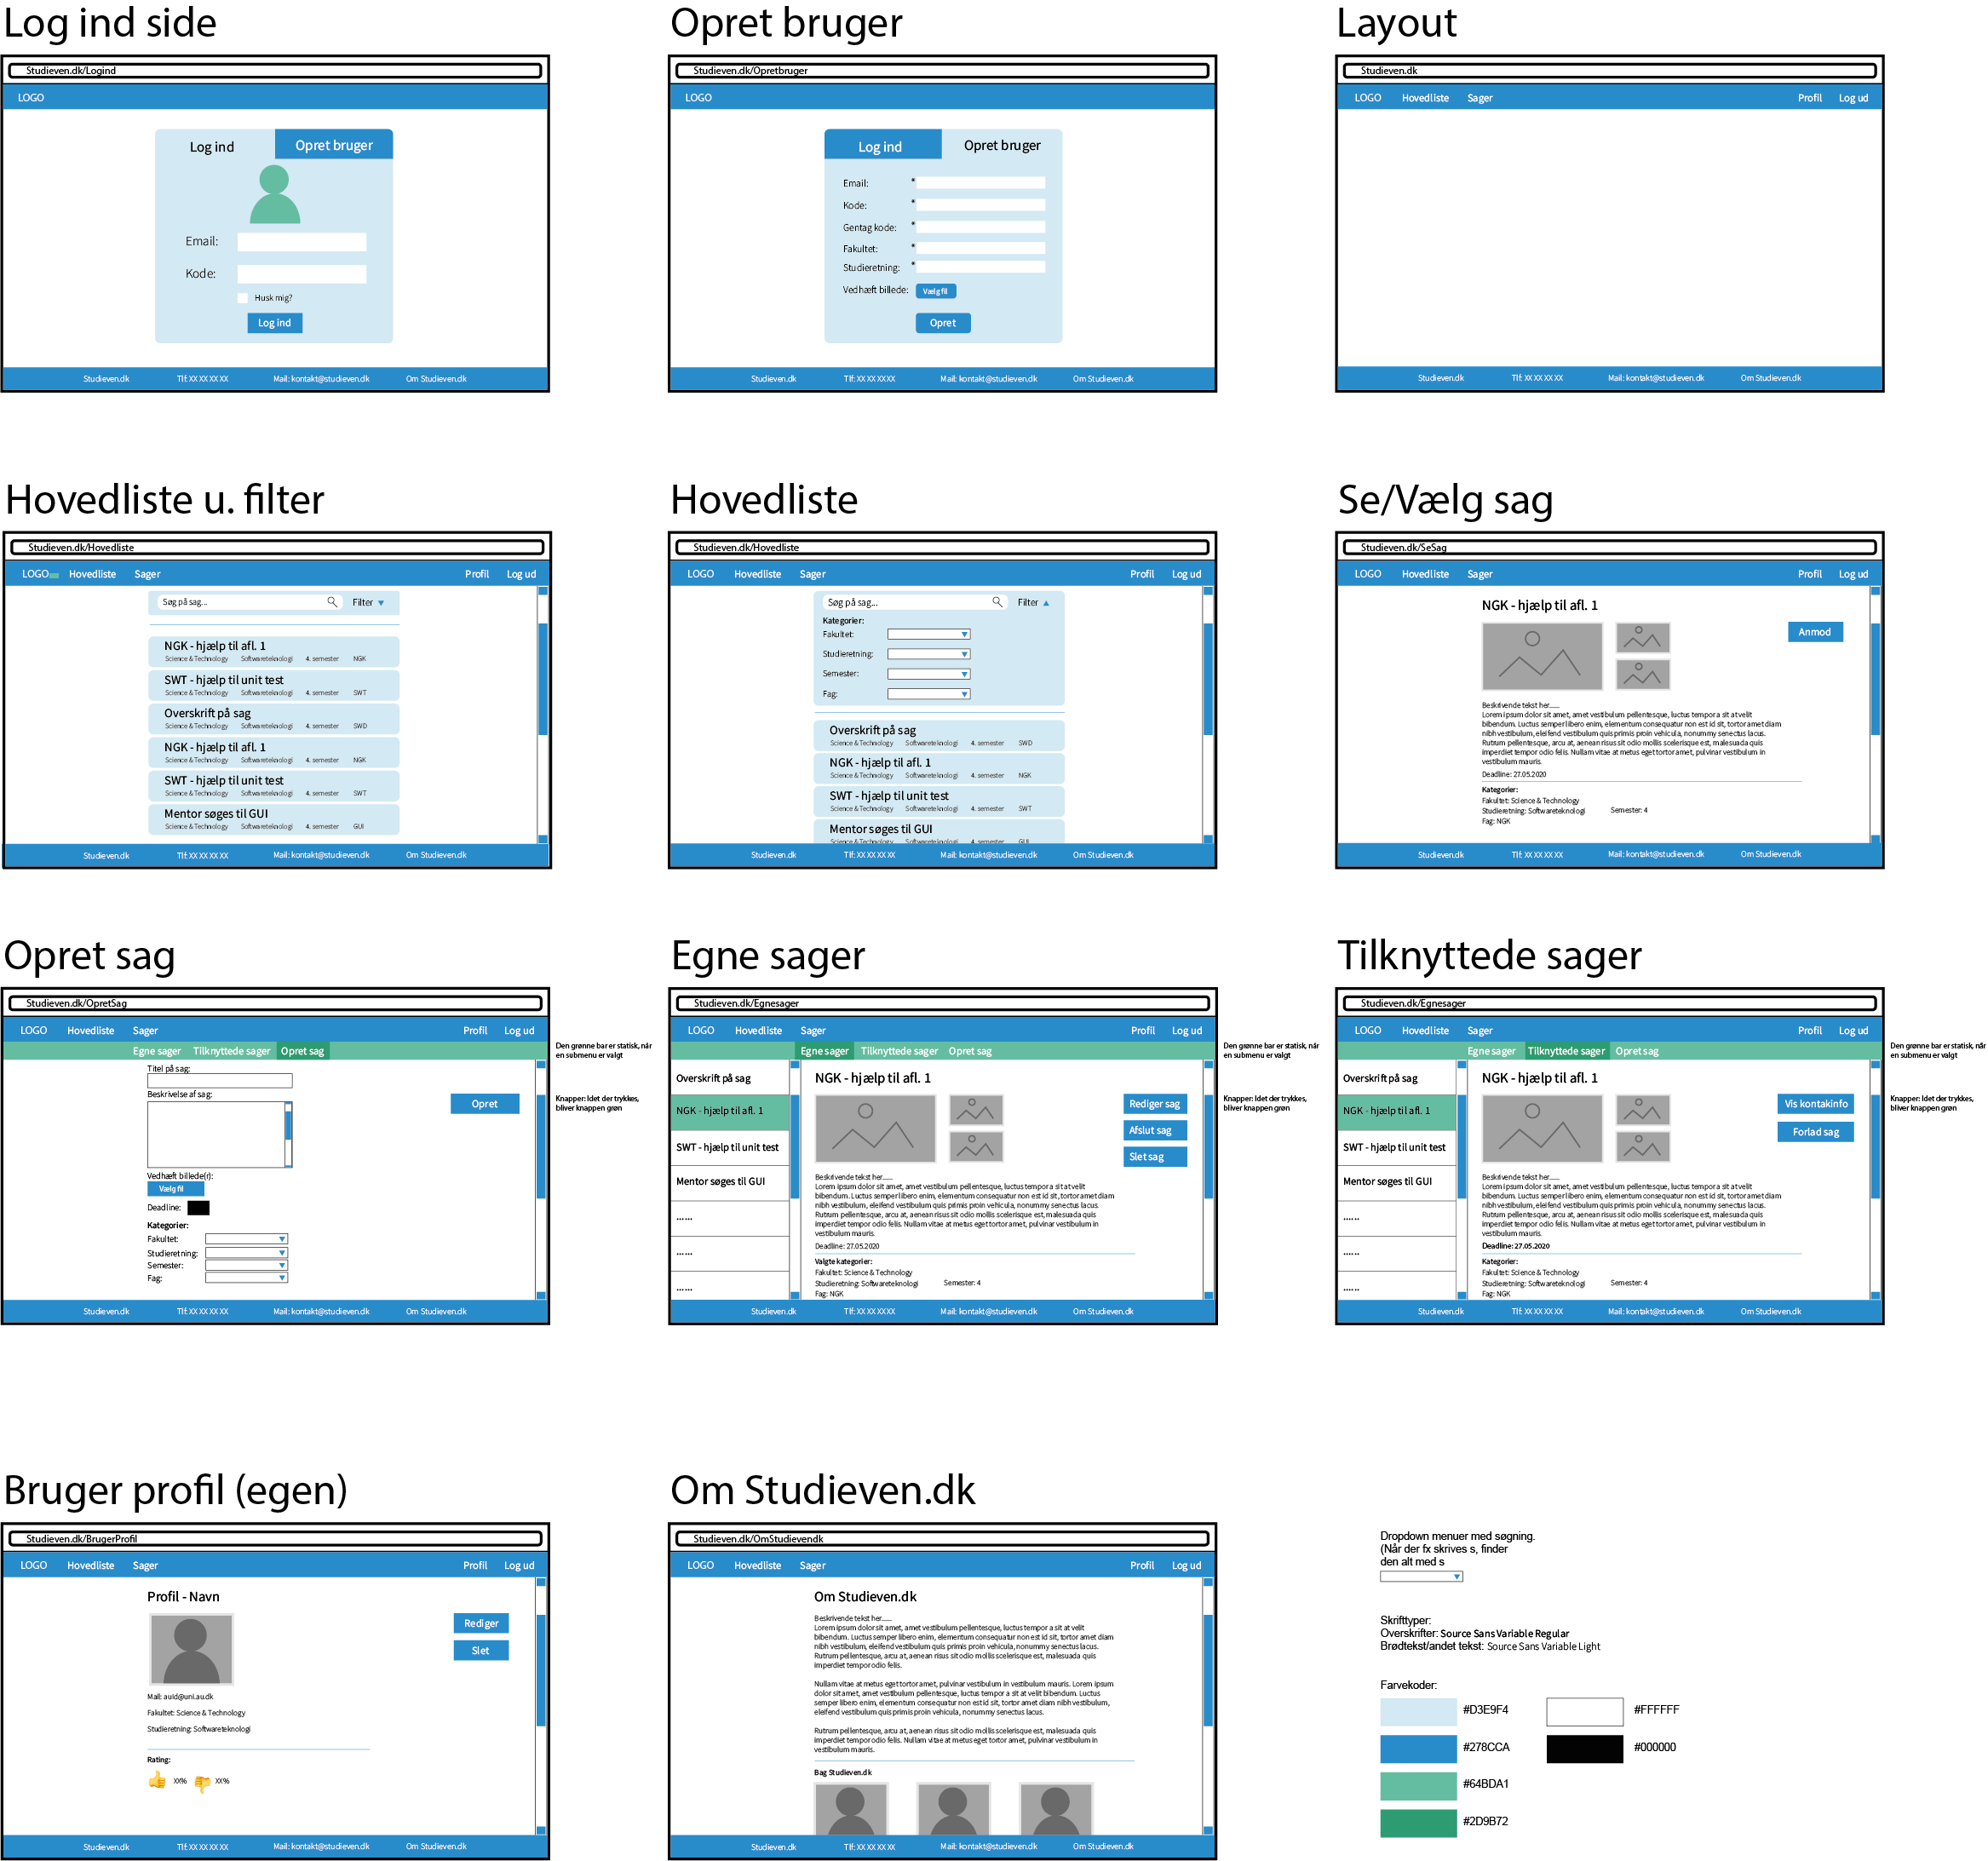 Log ind side
Studieven.dk/Logind
LOGO
Log ind
Opret bruger
Email:
Kode:
Husk mig?
Log ind
Studieven.dk Tlf: XX XX XX XX Mail: kontakt@studieven.dk Om Studieven.dk
Opret bruger
Studieven.dk/Opretbruger
LOGO
Log ind
Opret bruger
Email: *
Kode: *
Gentag kode: *
Fakultet: *
Studieretning: *
Vedhæft billede: Vælg fil
Opret
Studieven.dk Tlf: XX XX XX XX Mail: kontakt@studieven.dk Om Studieven.dk
Layout
Studieven.dk
LOGO Hovedliste Sager Profil Log ud
Studieven.dk Tlf: XX XX XX XX Mail: kontakt@studieven.dk Om Studieven.dk
Hovedliste u. filter
Studieven.dk/Hovedliste
LOGO Hovedliste Sager Profil Log ud
Søg på sag... Filter
NGK - hjælp til afl. 1
Science & Technology Softwareteknologi 4. semester NGK
SWT - hjælp til unit test
Science & Technology Softwareteknologi 4. semester SWT
Overskrift på sag
Science & Technology Softwareteknologi 4. semester SWD
NGK - hjælp til afl. 1
Science & Technology Softwareteknologi 4. semester NGK
SWT - hjælp til unit test
Science & Technology Softwareteknologi 4. semester SWT
Mentor søges til GUI
Science & Technology Softwareteknologi 4. semester GUI
Studieven.dk Tlf: XX XX XX XX Mail: kontakt@studieven.dk Om Studieven.dk
Hovedliste
Studieven.dk/Hovedliste
LOGO Hovedliste Sager Profil Log ud
Søg på sag... Filter
Kategorier:
Fakultet:
Studieretning:
Semester:
Fag:
Overskrift på sag
Science & Technology Softwareteknologi 4. semester SWD
NGK - hjælp til afl. 1
Science & Technology Softwareteknologi 4. semester NGK
SWT - hjælp til unit test
Science & Technology Softwareteknologi 4. semester SWT
Mentor søges til GUI
Science & Technology Softwareteknologi 4. semester GUI
Studieven.dk Tlf: XX XX XX XX Mail: kontakt@studieven.dk Om Studieven.dk
Se/Vælg sag
Studieven.dk/SeSag
LOGO Hovedliste Sager Profil Log ud
NGK - hjælp til afl. 1
Anmod
Beskrivende tekst her......
Lorem ipsum dolor sit amet, amet vestibulum pellentesque, luctus tempor a sit at velit
bibendum. Luctus semper libero enim, elementum consequatur non est id sit, tortor amet diam
nibh vestibulum, eleifend vestibulum quis primis proin vehicula, nonummy senectus lacus.
Rutrum pellentesque, arcu at, aenean risus sit odio mollis scelerisque est, malesuada quis
imperdiet tempor odio felis. Nullam vitae at metus eget tortor amet, pulvinar vestibulum in
vestibulum mauris.
Deadline: 27.05.2020
Kategorier:
Fakultet: Science & Technology
Studieretning: Softwareteknologi Semester: 4
Fag: NGK
Studieven.dk Tlf: XX XX XX XX Mail: kontakt@studieven.dk Om Studieven.dk
Opret sag
Studieven.dk/OpretSag
LOGO Hovedliste Sager Profil Log ud
Egne sager Tilknyttede sager Opret sag
Titel på sag:
Beskrivelse af sag:
Opret
Vedhæft billede(r):
Vælg fil
Deadline:
Kategorier:
Fakultet:
Studieretning:
Semester:
Fag:
Studieven.dk Tlf: XX XX XX XX Mail: kontakt@studieven.dk Om Studieven.dk
Den grønne bar er statisk, når
en submenu er valgt
Knapper: Idet der trykkes,
bliver knappen grøn
Egne sager
Studieven.dk/Egnesager
LOGO Hovedliste Sager Profil Log ud
Egne sager Tilknyttede sager Opret sag
Overskrift på sag
NGK - hjælp til afl. 1
SWT - hjælp til unit test
Mentor søges til GUI
......
......
......
NGK - hjælp til afl. 1
Rediger sag
Afslut sag
Slet sag
Beskrivende tekst her......
Lorem ipsum dolor sit amet, amet vestibulum pellentesque, luctus tempor a sit at velit
bibendum. Luctus semper libero enim, elementum consequatur non est id sit, tortor amet diam
nibh vestibulum, eleifend vestibulum quis primis proin vehicula, nonummy senectus lacus.
Rutrum pellentesque, arcu at, aenean risus sit odio mollis scelerisque est, malesuada quis
imperdiet tempor odio felis. Nullam vitae at metus eget tortor amet, pulvinar vestibulum in
vestibulum mauris.
Deadline: 27.05.2020
Valgte kategorier:
Fakultet: Science & Technology
Studieretning: Softwareteknologi Semester: 4
Fag: NGK
Studieven.dk Tlf: XX XX XX XX Mail: kontakt@studieven.dk Om Studieven.dk
Den grønne bar er statisk, når
en submenu er valgt
Knapper: Idet der trykkes,
bliver knappen grøn
Tilknyttede sager
Studieven.dk/Egnesager
LOGO Hovedliste Sager Profil Log ud
Egne sager Tilknyttede sager Opret sag
Overskrift på sag
NGK - hjælp til afl. 1
SWT - hjælp til unit test
Mentor søges til GUI
......
......
......
NGK - hjælp til afl. 1
Vis kontakinfo
Forlad sag
Beskrivende tekst her......
Lorem ipsum dolor sit amet, amet vestibulum pellentesque, luctus tempor a sit at velit
bibendum. Luctus semper libero enim, elementum consequatur non est id sit, tortor amet diam
nibh vestibulum, eleifend vestibulum quis primis proin vehicula, nonummy senectus lacus.
Rutrum pellentesque, arcu at, aenean risus sit odio mollis scelerisque est, malesuada quis
imperdiet tempor odio felis. Nullam vitae at metus eget tortor amet, pulvinar vestibulum in
vestibulum mauris.
Deadline: 27.05.2020
Kategorier:
Fakultet: Science & Technology
Studieretning: Softwareteknologi Semester: 4
Fag: NGK
Studieven.dk Tlf: XX XX XX XX Mail: kontakt@studieven.dk Om Studieven.dk
Den grønne bar er statisk, når
en submenu er valgt
Knapper: Idet der trykkes,
bliver knappen grøn
Bruger profil (egen)
Studieven.dk/BrugerProfil
LOGO Hovedliste Sager Profil Log ud
Profil - Navn
Rediger
Slet
Mail: auid@uni.au.dk
Fakultet: Science & Technology
Studieretning: Softwareteknologi
Rating:
XX% XX%
Studieven.dk Tlf: XX XX XX XX Mail: kontakt@studieven.dk Om Studieven.dk
Om Studieven.dk
Studieven.dk/OmStudievendk
LOGO Hovedliste Sager Profil Log ud
Om Studieven.dk
Beskrivende tekst her......
Lorem ipsum dolor sit amet, amet vestibulum pellentesque, luctus tempor a sit at velit
bibendum. Luctus semper libero enim, elementum consequatur non est id sit, tortor amet diam
nibh vestibulum, eleifend vestibulum quis primis proin vehicula, nonummy senectus lacus.
Rutrum pellentesque, arcu at, aenean risus sit odio mollis scelerisque est, malesuada quis
imperdiet tempor odio felis.
Nullam vitae at metus eget tortor amet, pulvinar vestibulum in vestibulum mauris. Lorem ipsum
dolor sit amet, amet vestibulum pellentesque, luctus tempor a sit at velit bibendum. Luctus
semper libero enim, elementum consequatur non est id sit, tortor amet diam nibh vestibulum,
eleifend vestibulum quis primis proin vehicula, nonummy senectus lacus.
Rutrum pellentesque, arcu at, aenean risus sit odio mollis scelerisque est, malesuada quis
imperdiet tempor odio felis. Nullam vitae at metus eget tortor amet, pulvinar vestibulum in
vestibulum mauris.
Bag Studieven.dk
Studieven.dk Tlf: XX XX XX XX Mail: kontakt@studieven.dk Om Studieven.dk
Dropdown menuer med søgning.
(Når der fx skrives s, finder
den alt med s
Skrifttyper:
Overskrifter: Source Sans Variable Regular
Brødtekst/andet tekst: Source Sans Variable Light
Farvekoder:
#D3E9F4 #FFFFFF
#278CCA #000000
#64BDA1
#2D9B72